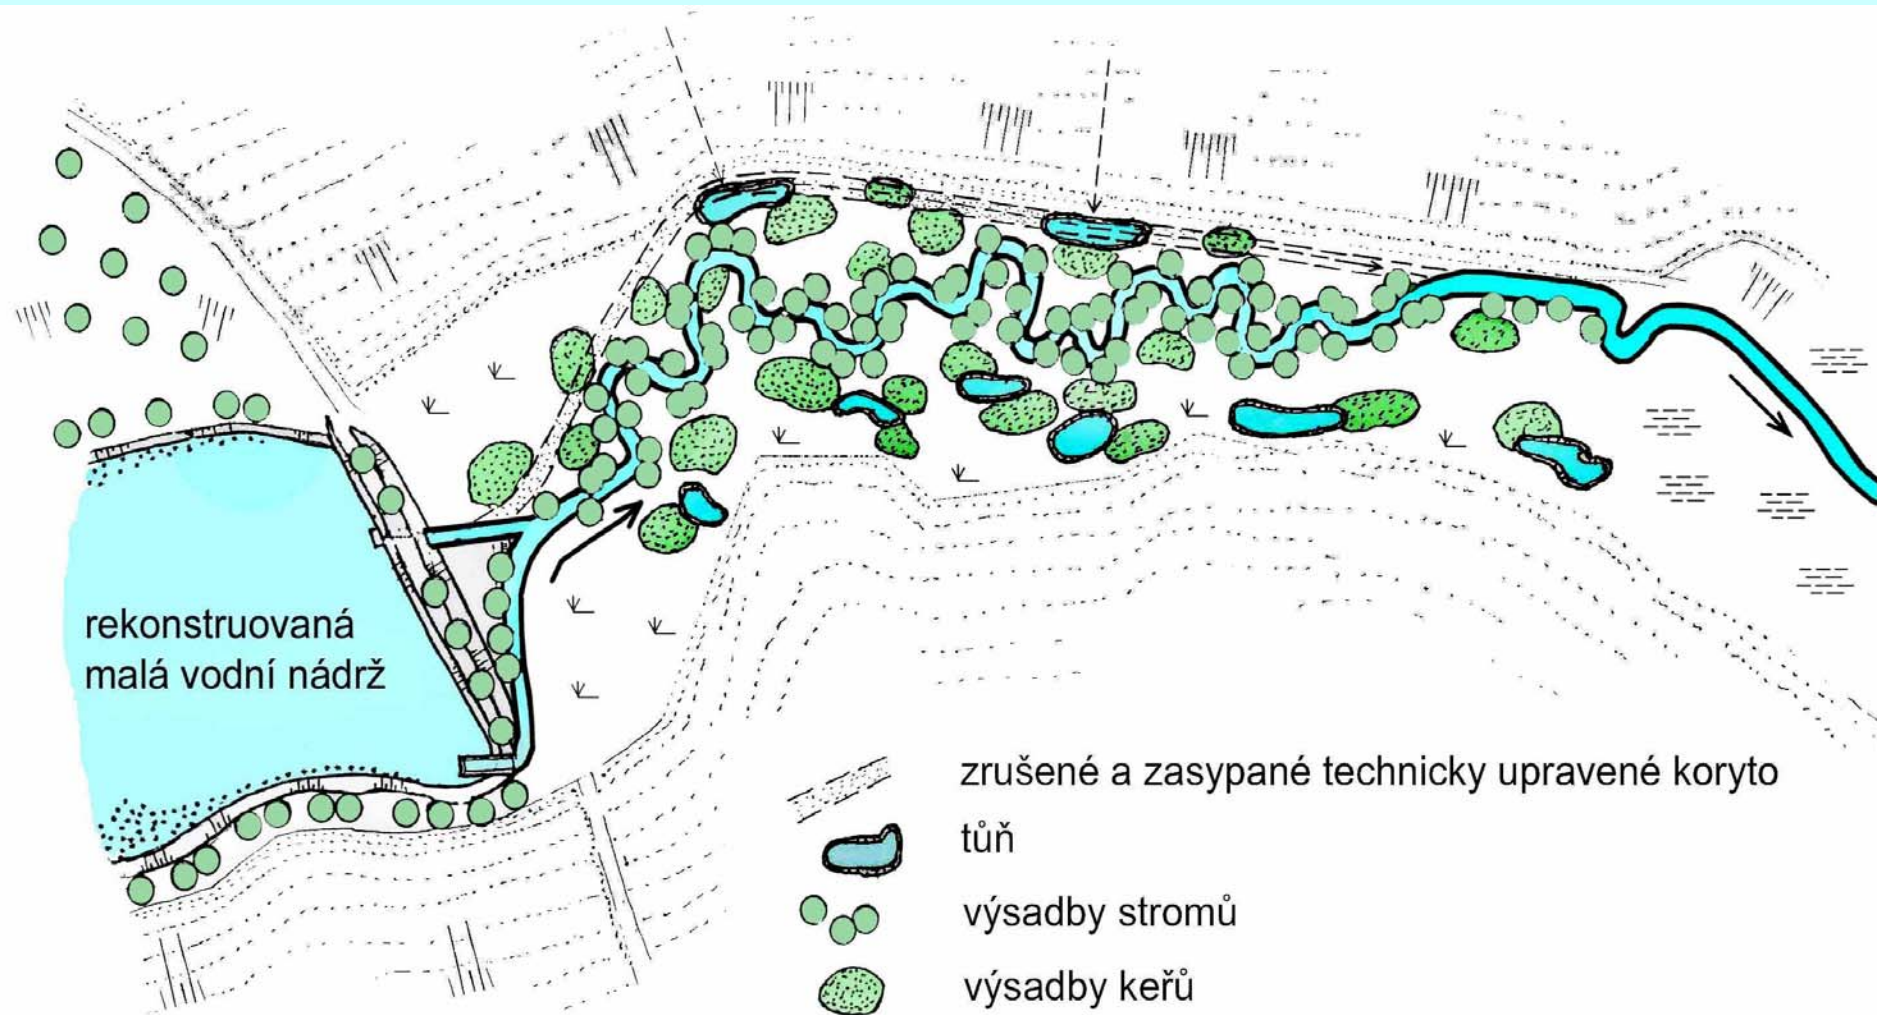 rekonstruovaná
malá vodní nádrž
zrušené a zasypané technicky upravené koryto
tůň
výsadby stromů
výsadby keřů